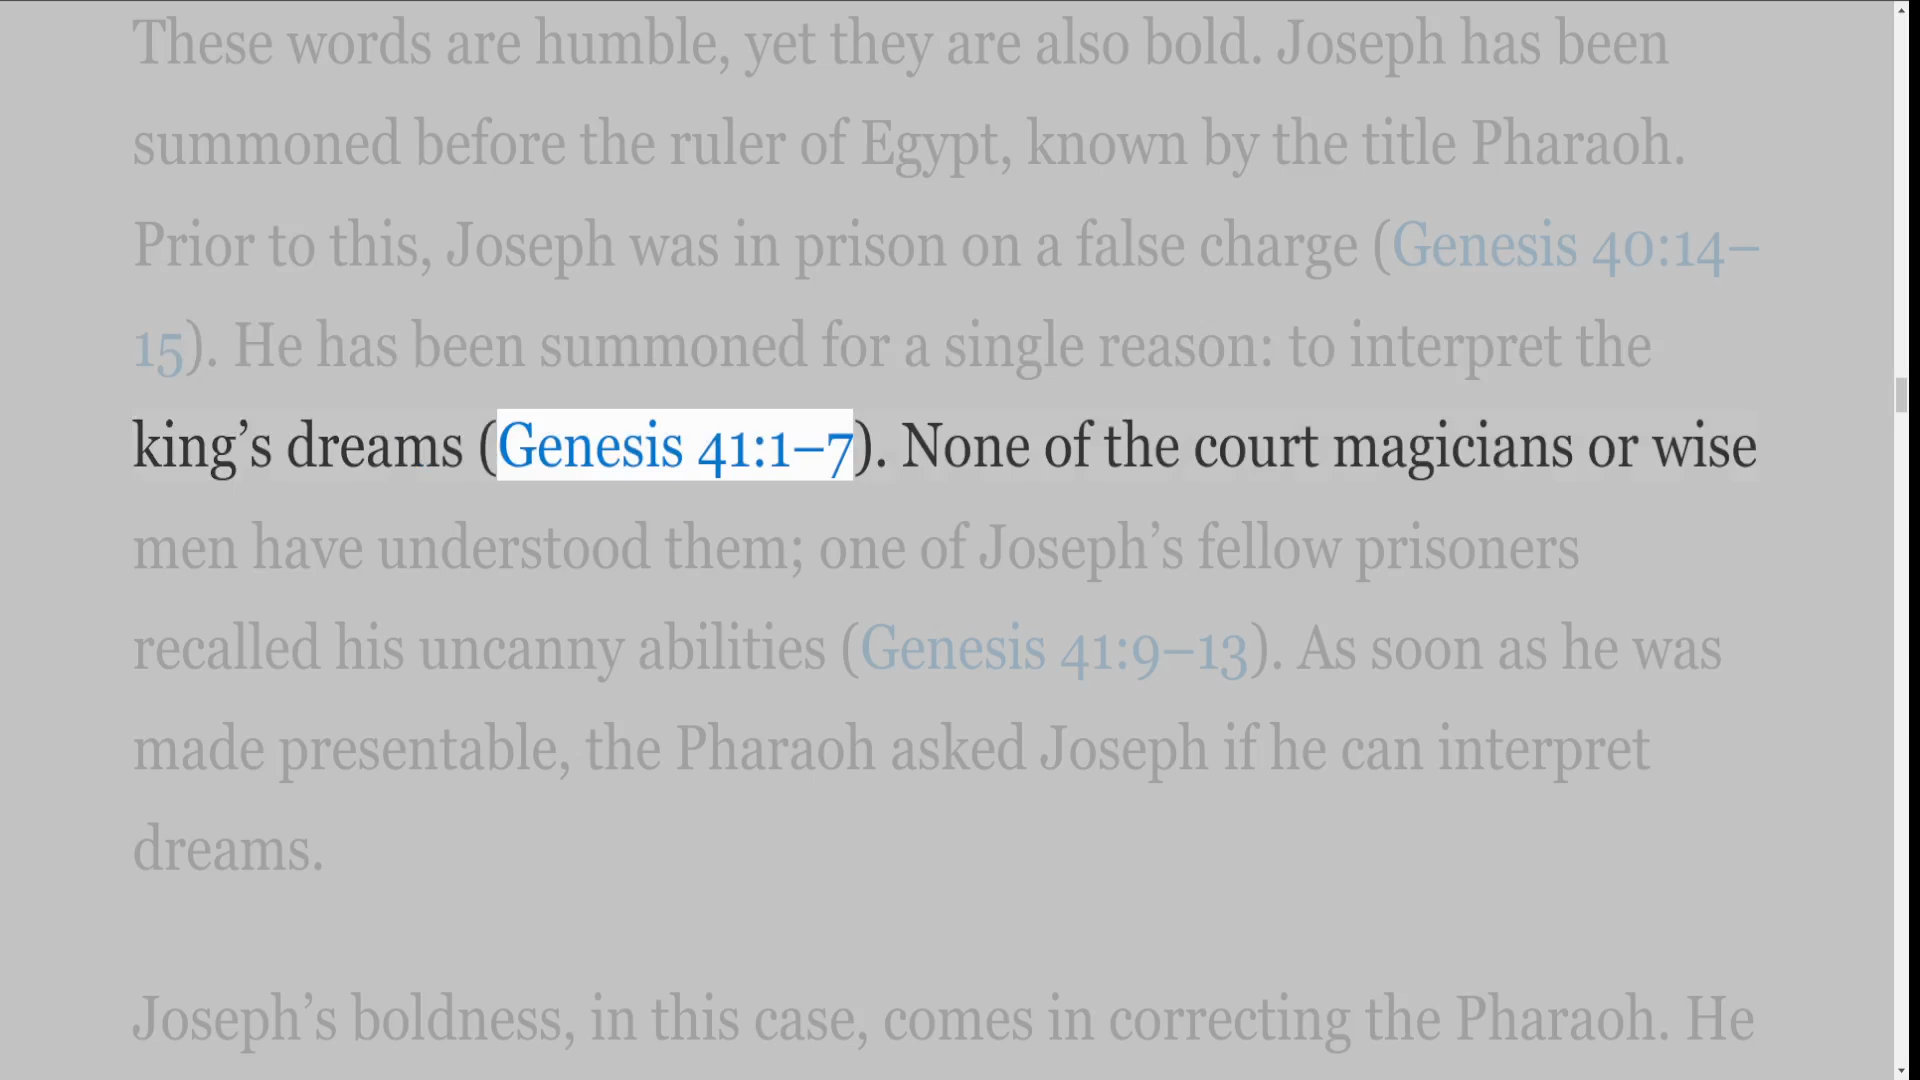 These words are humble, yet they are also bold. Joseph has been
summoned before the ruler of Egypt, known by the title Pharaoh.
Prior to this, Joseph was in prison on a false charge (Genesis 40:14–
15). He has been summoned for a single reason: to interpret the
king’s dreams (Genesis 41:1–7). None of the court magicians or wise
men have understood them; one of Joseph’s fellow prisoners
recalled his uncanny abilities (Genesis 41:9–13). As soon as he was
made presentable, the Pharaoh asked Joseph if he can interpret
dreams.
Joseph’s boldness, in this case, comes in correcting the Pharaoh. He